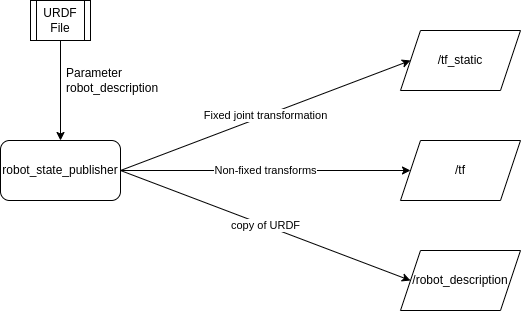 URDF
File
Parameter
robot_description
/tf_static
Fixed joint transformation
robot_state_publisher
Non-fixed transforms
/tf
copy of URDF
/robot_description